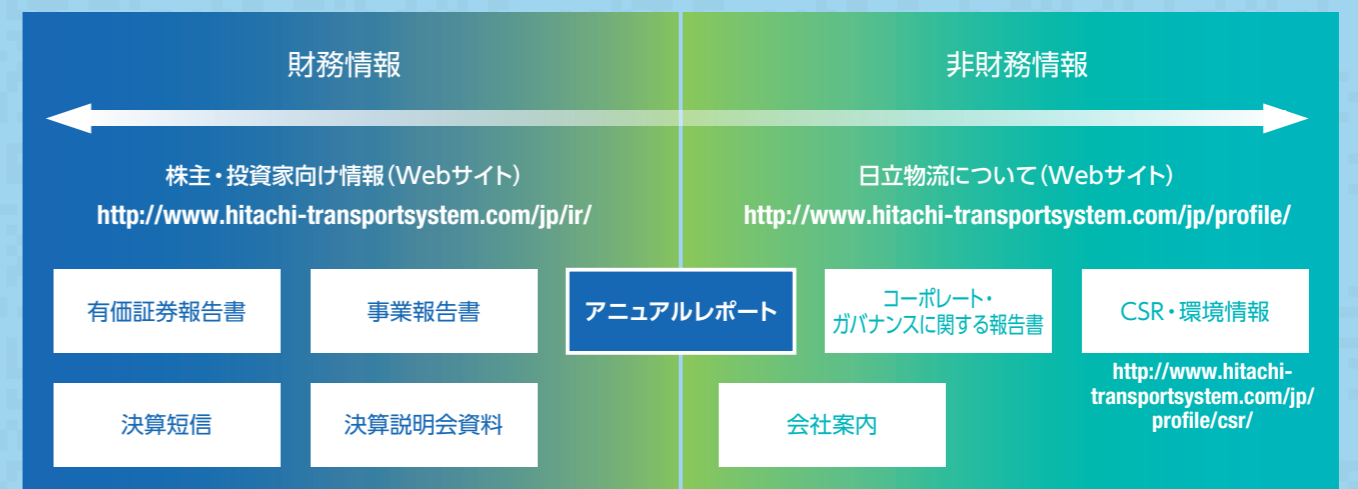 財務情報
非財務情報
株主・投資家向け情報（Webサイト）
http://www.hitachi-transportsystem.com/jp/ir/
日立物流について（Webサイト）
http://www.hitachi-transportsystem.com/jp/profile/
有価証券報告書
事業報告書
アニュアルレポート
コーポレート・
ガバナンスに関する報告書
CSR・環境情報
http://www.hitachi-
transportsystem.com/jp/
profile/csr/
決算短信
決算説明会資料
会社案内